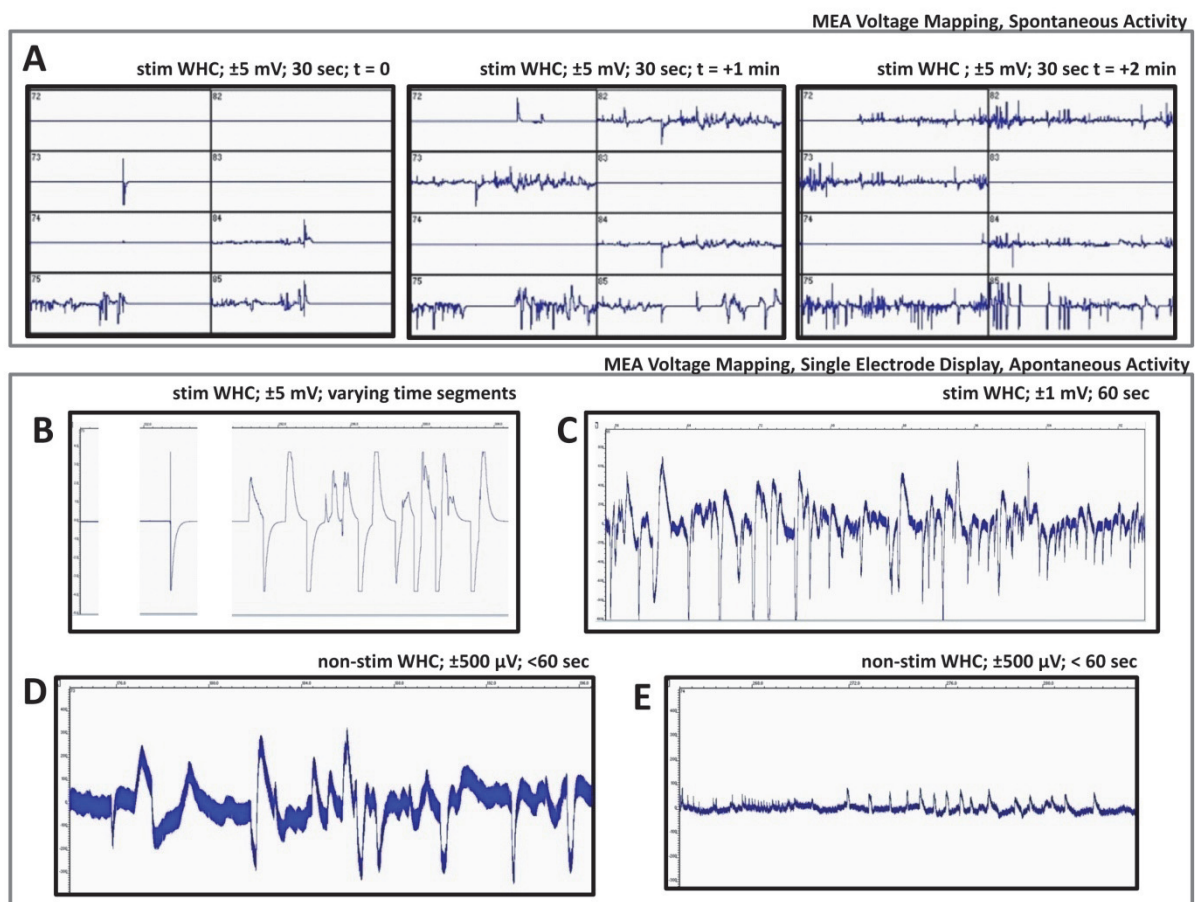 MEA Voltage Mapping, Spontaneous Activity
A
stim WHC; ±5 mV; 30 sec; t = 0
stim WHC; ±5 mV; 30 sec; t = +1 min
stim WHC ; ±5 mV; 30 sec t = +2 min
72
82
72
82
72
82
73
83
73
83
73
83
74
84
74
84
74
84
75
85
75
85
75
85
MEA Voltage Mapping, Single Electrode Display, Apontaneous Activity
B
stim WHC; ±5 mV; varying time segments
C
stim WHC; ±1 mV; 60 sec
D
non-stim WHC; ±500 µV; <60 sec
E
non-stim WHC; ±500 µV; < 60 sec